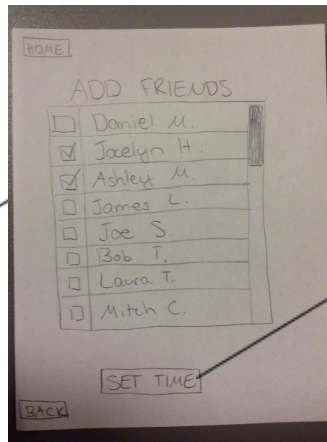 HOME
ADD FRIENDS
Daniel M.
Jocelyn H.
Ashley M.
James L.
Joe S
Bob T.
Laura T.
Mitch C.
SET TIME
BACK